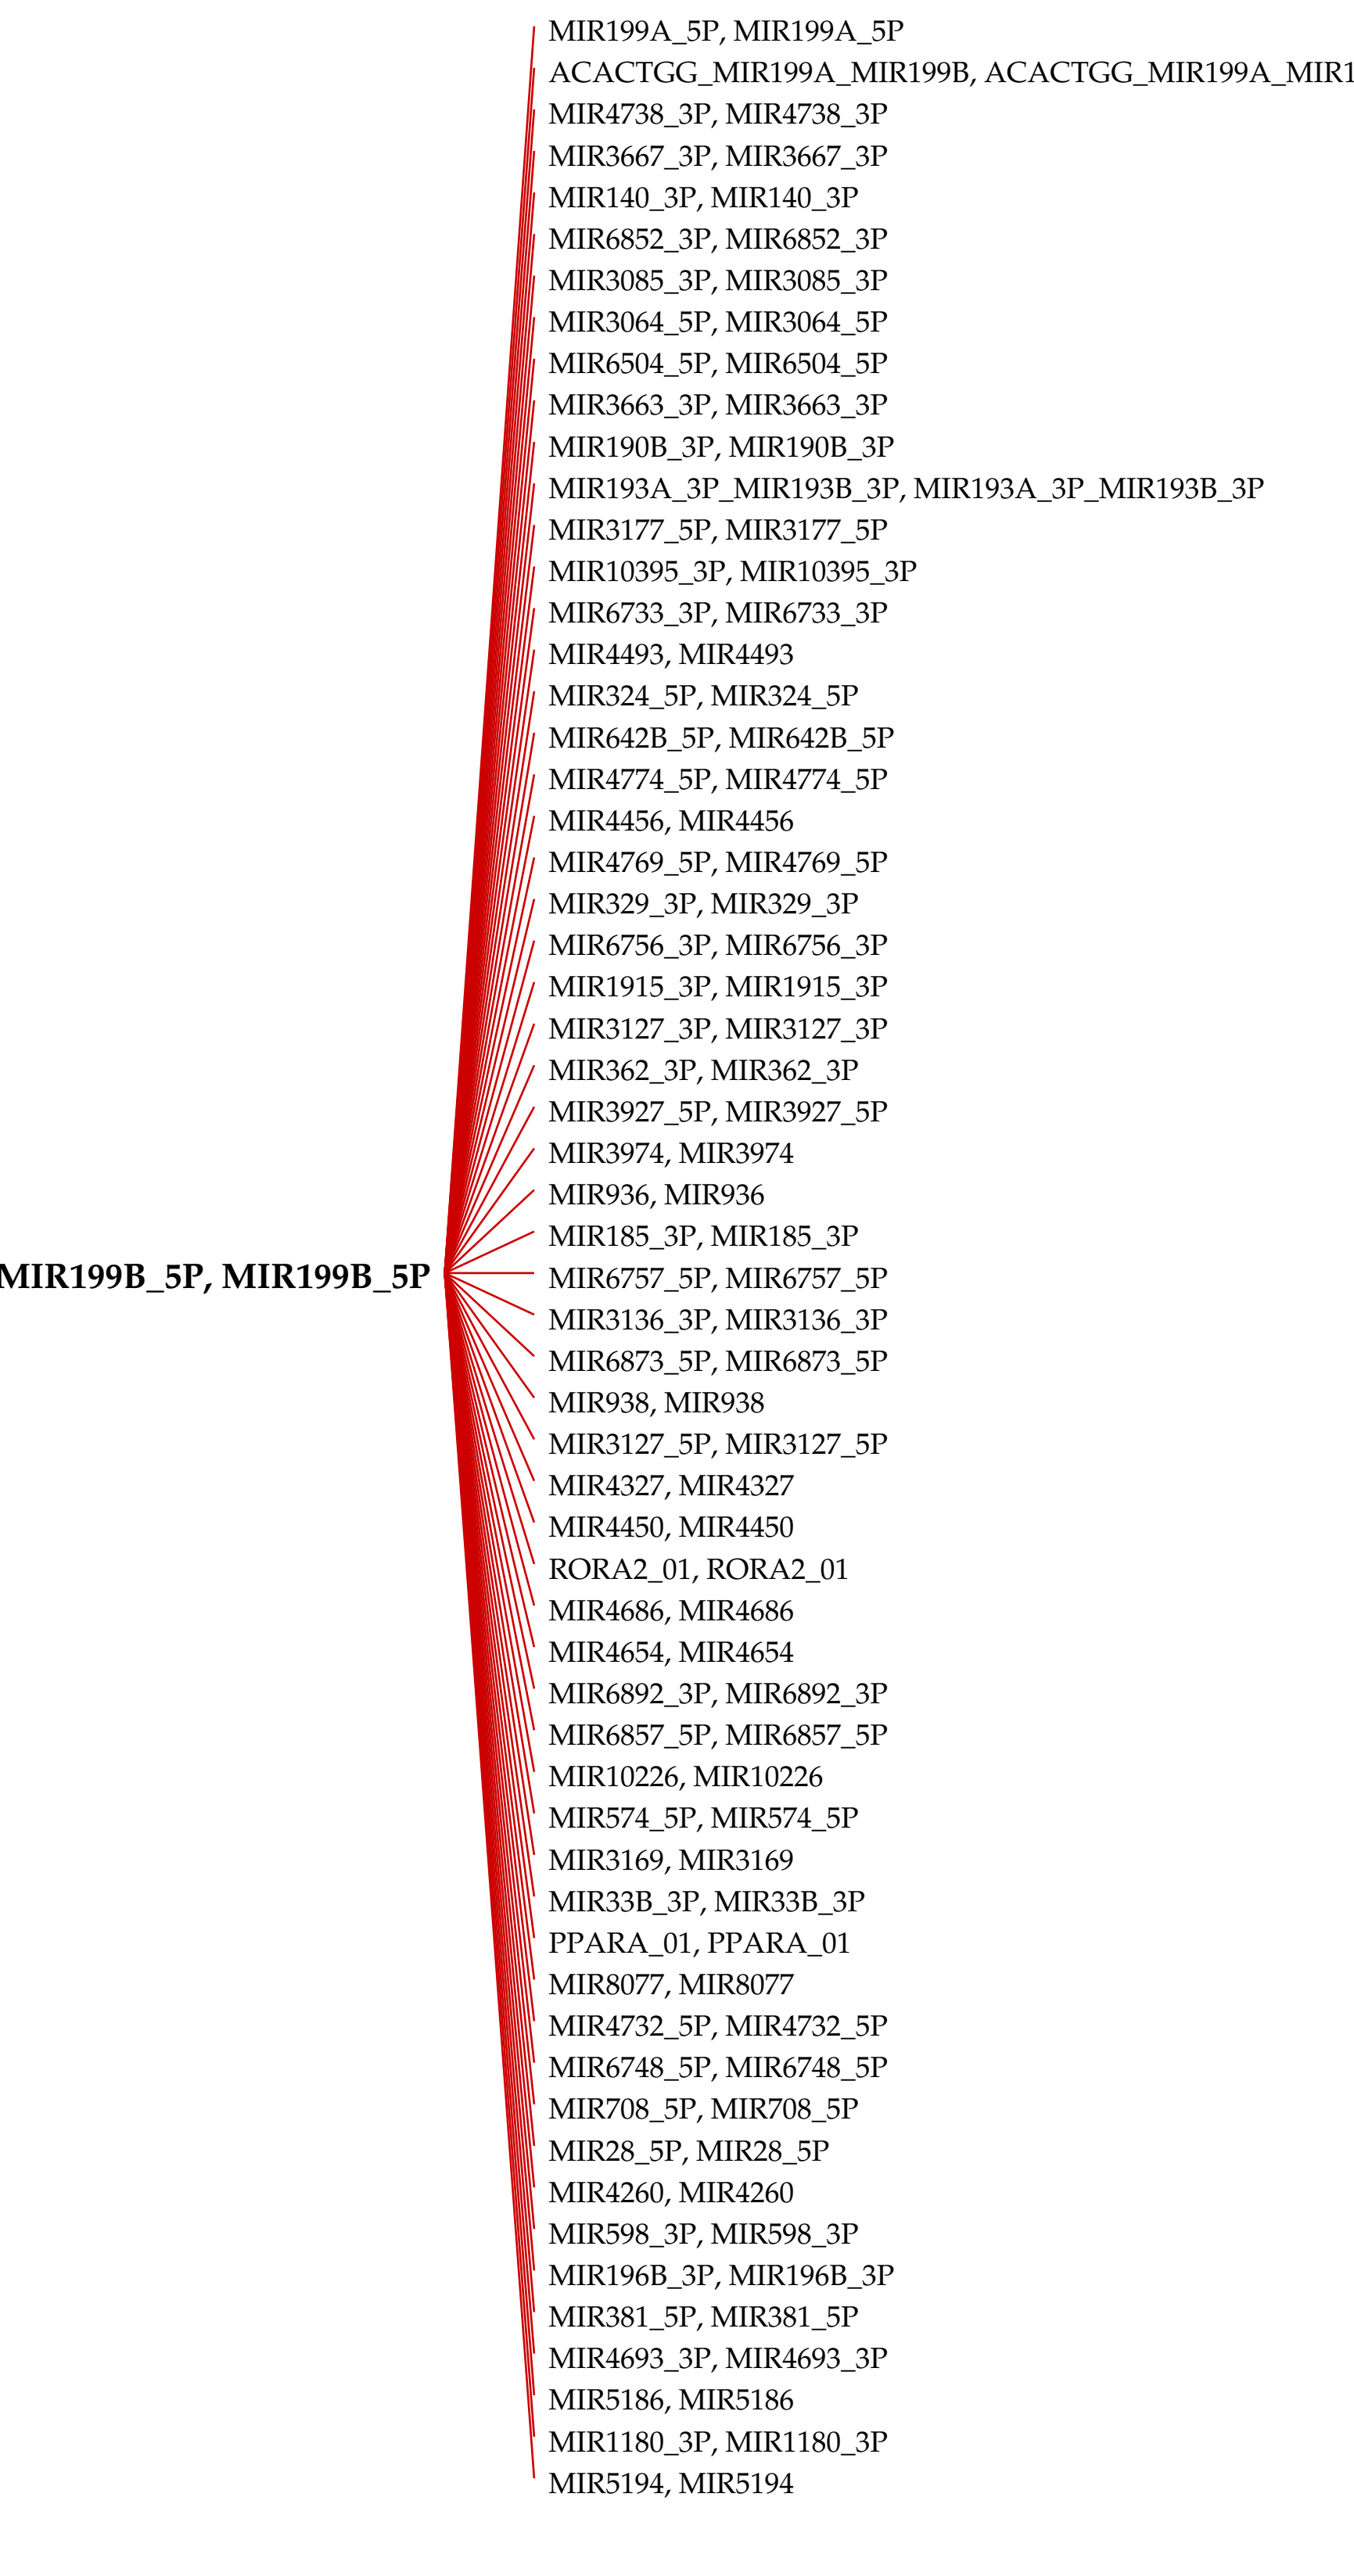 MIR199A_5P, MIR199A_5P
ACACTGG_MIR199A_MIR199B, ACACTGG_MIR199A_MIR1
MIR4738_3P, MIR4738_3P
MIR3667_3P, MIR3667_3P
MIR140_3P, MIR140_3P
MIR6852_3P, MIR6852_3P
MIR3085_3P, MIR3085_3P
MIR3064_5P, MIR3064_5P
MIR6504_5P, MIR6504_5P
MIR3663_3P, MIR3663_3P
MIR190B_3P, MIR190B_3P
MIR193A_3P_MIR193B_3P, MIR193A_3P_MIR193B_3P
MIR3177_5P, MIR3177_5P
MIR10395_3P, MIR10395_3P
MIR6733_3P, MIR6733_3P
MIR4493, MIR4493
MIR324_5P, MIR324_5P
MIR642B_5P, MIR642B_5P
MIR4774_5P, MIR4774_5P
MIR4456, MIR4456
MIR4769_5P, MIR4769_5P
MIR329_3P, MIR329_3P
MIR6756_3P, MIR6756_3P
MIR1915_3P, MIR1915_3P
MIR3127_3P, MIR3127_3P
MIR362_3P, MIR362_3P
MIR3927_5P, MIR3927_5P
MIR3974, MIR3974
MIR936, MIR936
MIR185_3P, MIR185_3P
MIR199B_5P, MIR199B_5P
MIR6757_5P, MIR6757_5P
MIR3136_3P, MIR3136_3P
MIR6873_5P, MIR6873_5P
MIR938, MIR938
MIR3127_5P, MIR3127_5P
MIR4327, MIR4327
MIR4450, MIR4450
RORA2_01, RORA2_01
MIR4686, MIR4686
MIR4654, MIR4654
MIR6892_3P, MIR6892_3P
MIR6857_5P, MIR6857_5P
MIR10226, MIR10226
MIR574_5P, MIR574_5P
MIR3169, MIR3169
MIR33B_3P, MIR33B_3P
PPARA_01, PPARA_01
MIR8077, MIR8077
MIR4732_5P, MIR4732_5P
MIR6748_5P, MIR6748_5P
MIR708_5P, MIR708_5P
MIR28_5P, MIR28_5P
MIR4260, MIR4260
MIR598_3P, MIR598_3P
MIR196B_3P, MIR196B_3P
MIR381_5P, MIR381_5P
MIR4693_3P, MIR4693_3P
MIR5186, MIR5186
MIR1180_3P, MIR1180_3P
MIR5194, MIR5194